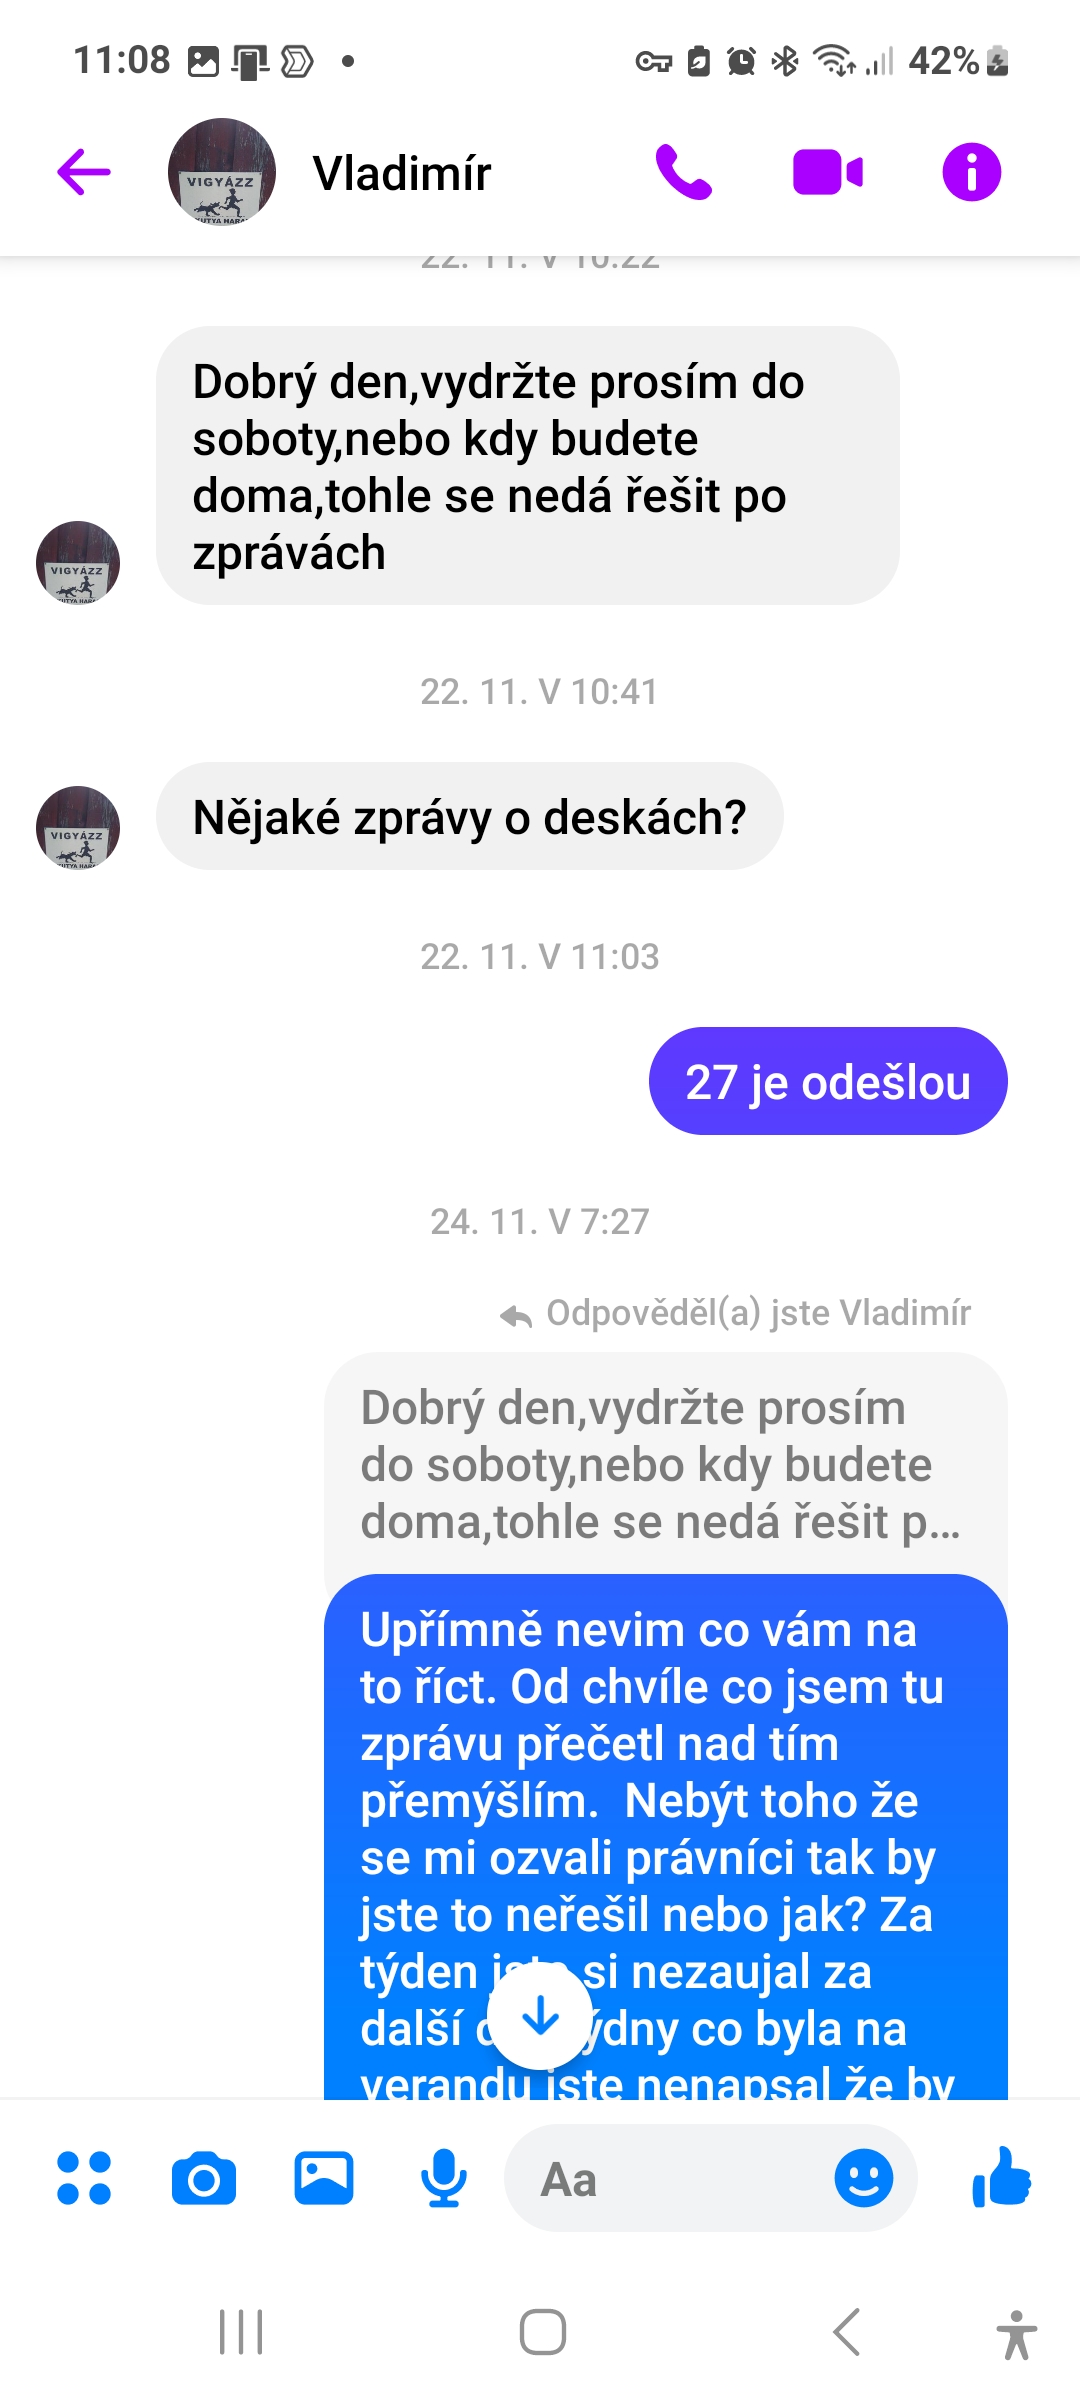 11:08
42%
VIGYÁZZ
Vladimír
22. 11. V 10:22
Dobrý den,vydržte prosím do
soboty,nebo kdy budete
doma,tohle se nedá řešit po
zprávách
VIGYÁZZ
22. 11. V 10:41
Nějaké zprávy o deskách?
VIGYÁZZ
22. 11. V 11:03
27 je odešlou
24. 11. V 7:27
Odpověděl(a) jste Vladimír
Dobrý den,vydržte prosím
do soboty,nebo kdy budete
doma,tohle se nedá řešit p...
Upřímně nevim co vám na
to říct. Od chvíle co jsem tu
zprávu přečetl nad tím
přemýšlím.  Nebýt toho že
se mi ozvali právníci tak by
jste to neřešil nebo jak? Za
týden si nezaujal za
další co byla na
verandu jste nenapsal že by
Aa